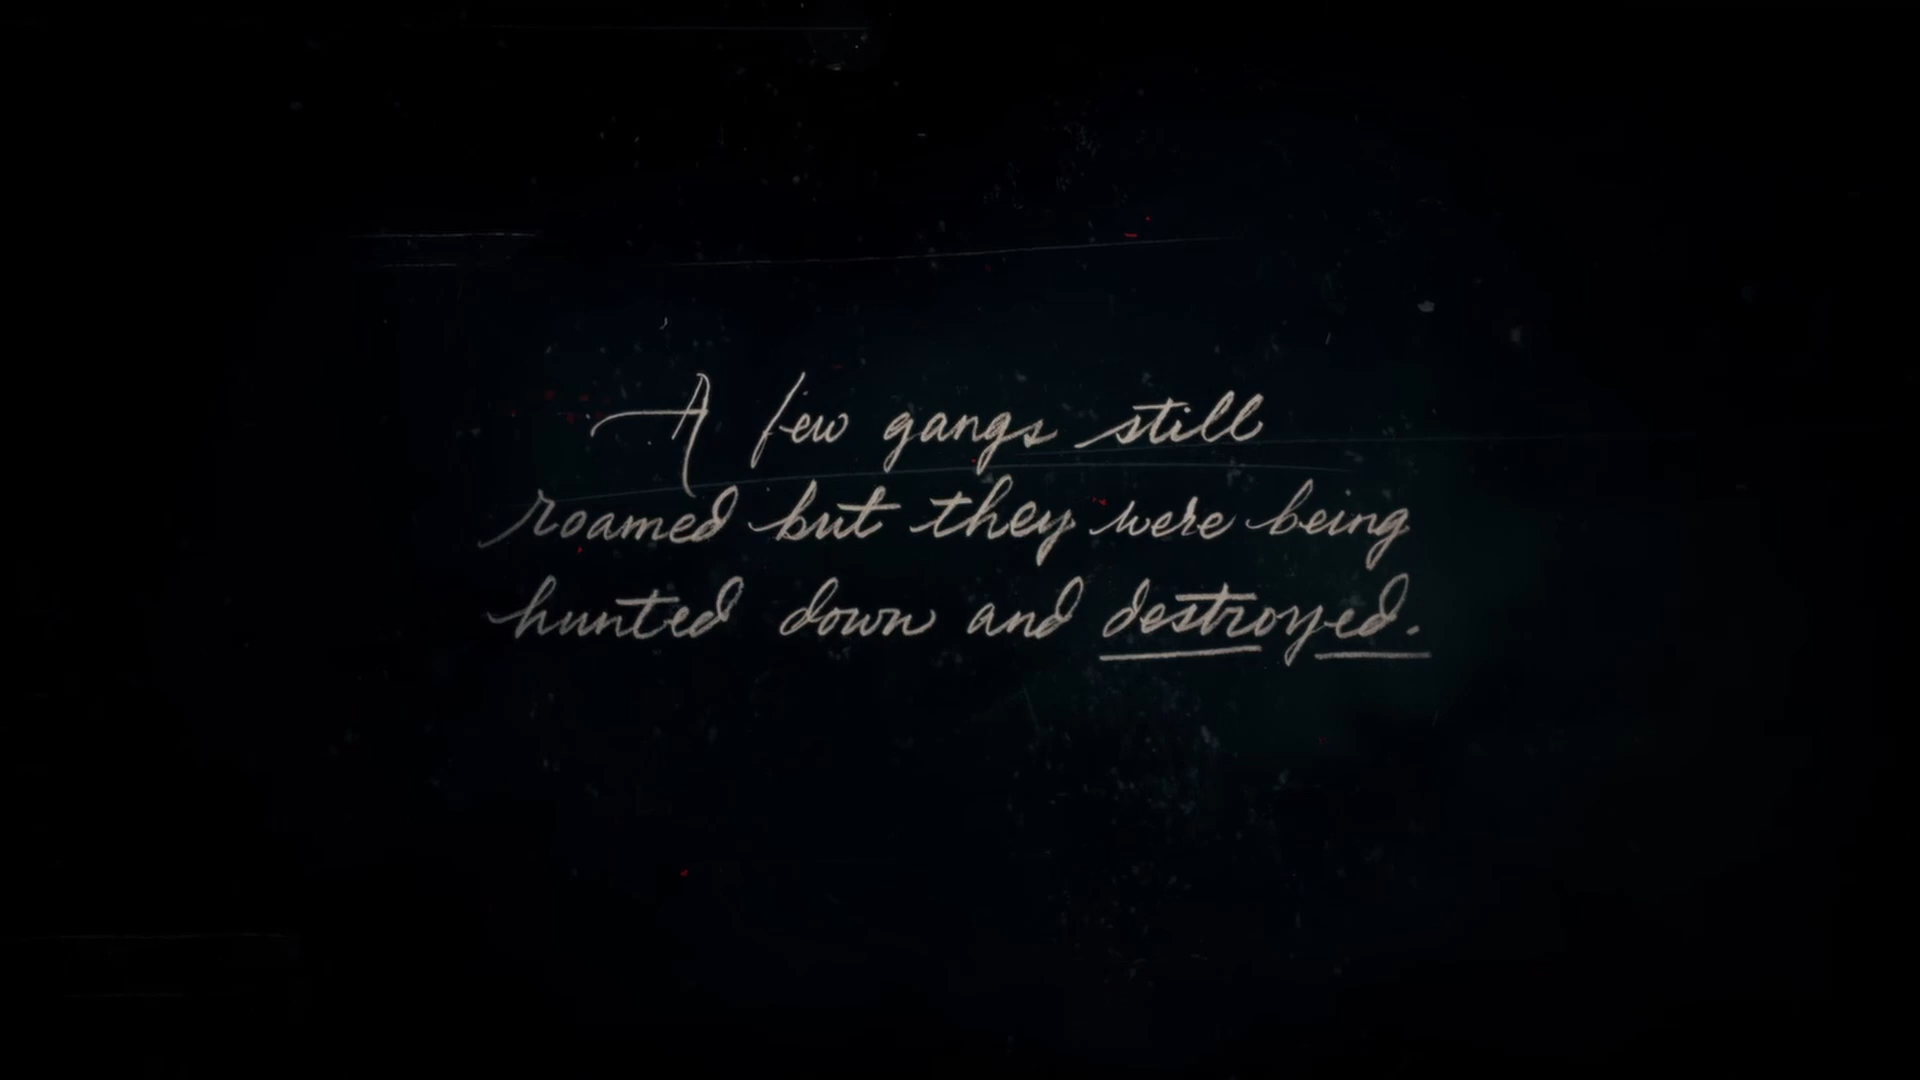 A few gangs still
roamed but they were being
hunted down and destroyed.